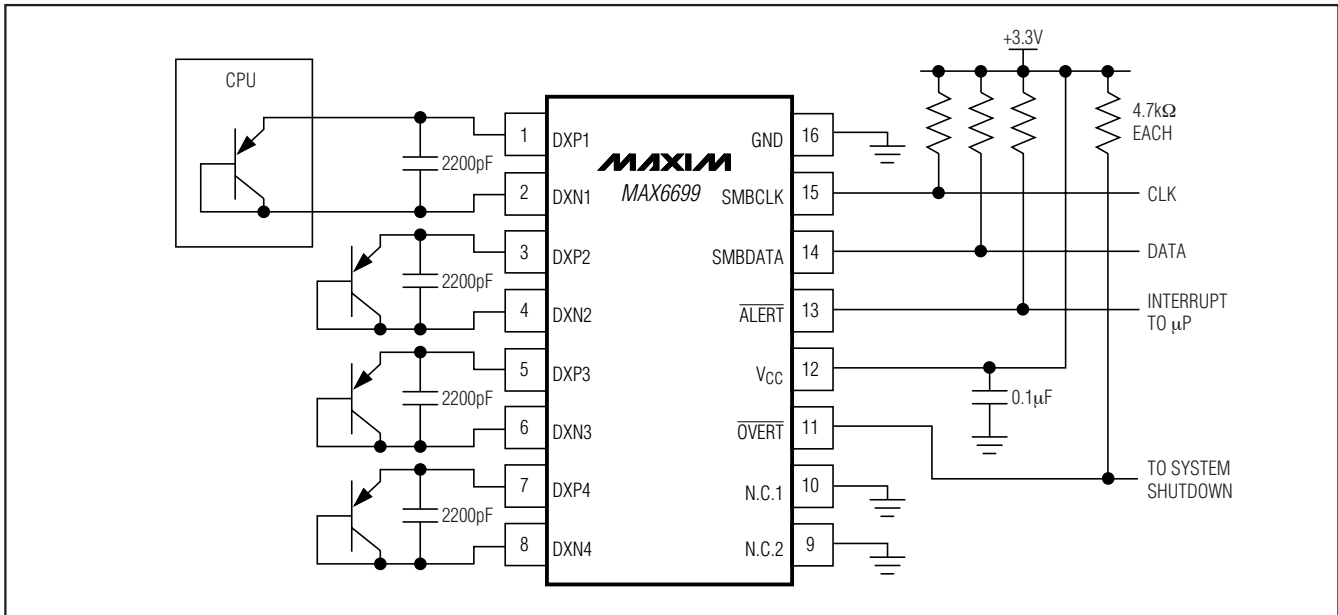 +3.3V
CPU
4.7kΩ
EACH
1
DXP1
GND
16
2200pF
MAXIM
MAX6699
2
DXN1
SMBCLK
15
CLK
3
DXP2
SMBDATA
14
DATA
2200pF
4
DXN2
ALERT
13
INTERRUPT
TO µP
5
DXP3
VCC
12
2200pF
0.1µF
6
DXN3
OVERT
11
7
DXP4
N.C.1
10
TO SYSTEM
SHUTDOWN
2200pF
8
DXN4
N.C.2
9